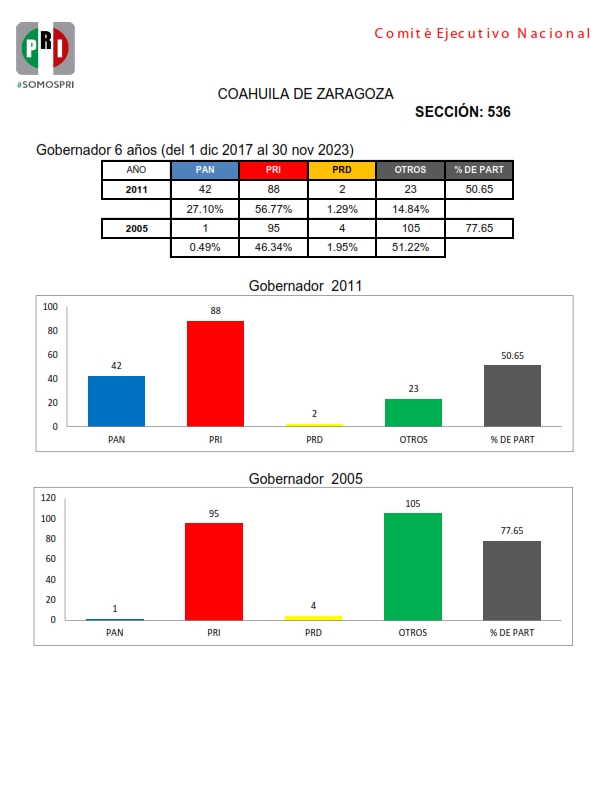 Comité Ejecutivo Nacional
PRI
#SOMOSPRI
COAHUILA DE ZARAGOZA
SECCIÓN: 536
Gobernador 6 años (del 1 dic 2017 al 30 nov 2023)
AÑO PAN PRI PRD OTROS % DE PART
2011 42 88 2 23 50.65
27.10% 56.77% 1.29% 14.84%
2005 1 95 4 105 77.65
0.49% 46.34% 1.95% 51.22%
Gobernador 2011
100
80
60
40
20
0
42
88
2
23
50.65
PAN PRI PRD OTROS % DE PART
Gobernador 2005
120
100
80
60
40
20
0
1
95
4
105
77.65
PAN PRI PRD OTROS % DE PART